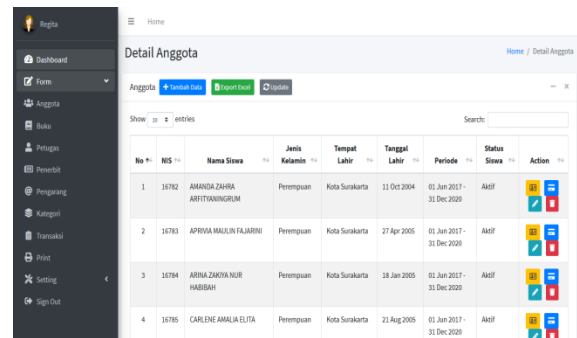 Regita
Home
Dashboard
Form
Anggota
Buku
Petugas
Penerbit
Pengarang
Kategori
Transaksi
Print
Setting
Sign Out
Detail Anggota
Home / Detail Anggota
Anggota + Tambah Data Export Excel Update
Show 10 entries
Search:
No NIS Nama Siswa Jenis Kelamin Tempat Lahir Tanggal Lahir Periode Status Siswa Action
1 16782 AMANDA ZAHRA ARFITYANINGRUM Perempuan Kota Surakarta 11 Oct 2004 01 Jun 2017 - 31 Dec 2020 Aktif
2 16783 APRIVIA MAULIN FAJARINI Perempuan Kota Surakarta 27 Apr 2005 01 Jun 2017 - 31 Dec 2020 Aktif
3 16784 ARINA ZAKIYA NUR HABIBAH Perempuan Kota Surakarta 18 Jan 2005 01 Jun 2017 - 31 Dec 2020 Aktif
4 16785 CARLENE AMALIA ELITA Perempuan Kota Surakarta 21 Aug 2005 01 Jun 2017 - 31 Dec 2020 Aktif